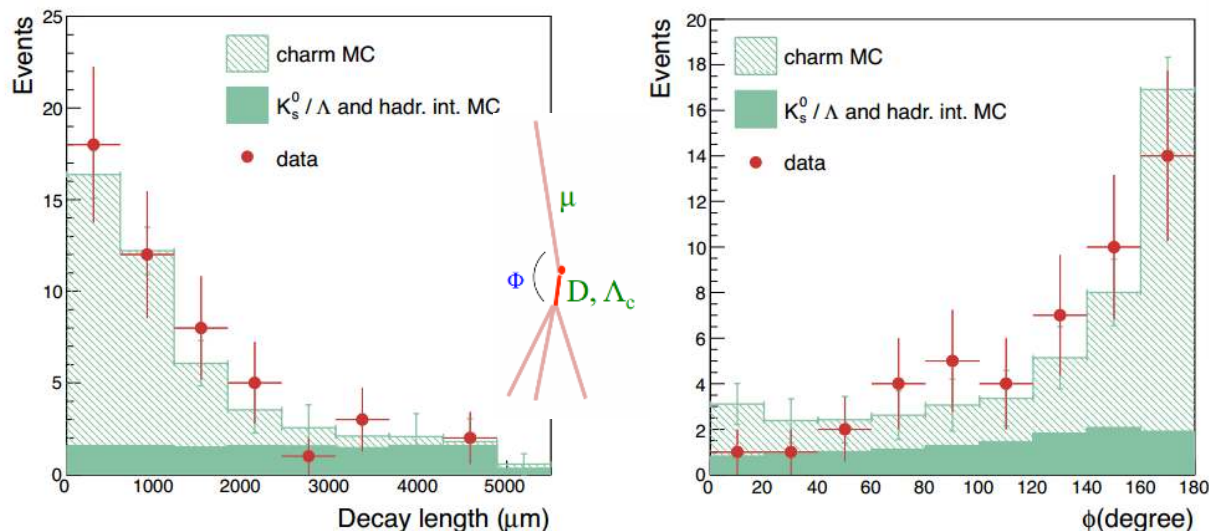 Events
25
20
15
10
5
0
charm MC
K⁰ₛ / Λ and hadr. int. MC
data
μ
Φ
D, Λc
0 1000 2000 3000 4000 5000
Decay length (μm)
Events
20
18
16
14
12
10
8
6
4
2
0
charm MC
K⁰ₛ / Λ and hadr. int. MC
data
0 20 40 60 80 100 120 140 160 180
ϕ(degree)